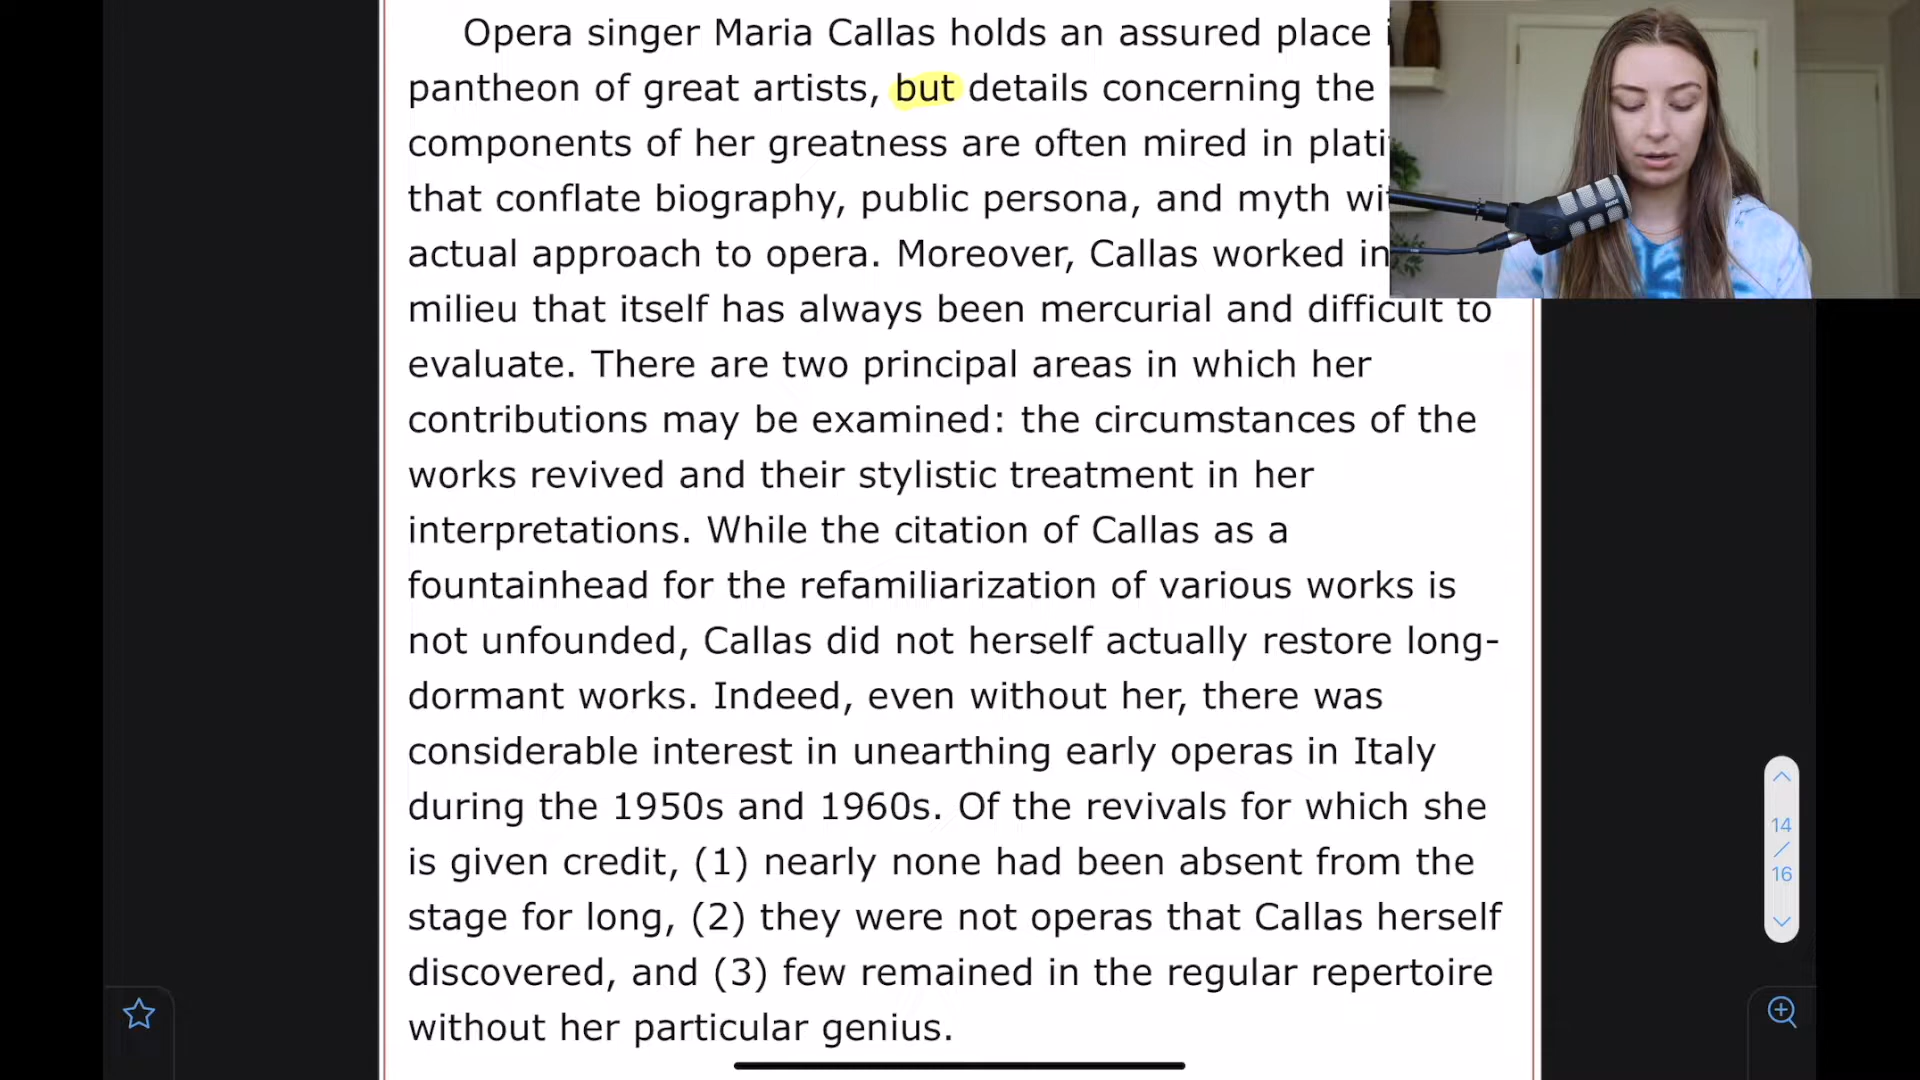 Opera singer Maria Callas holds an assured place
pantheon of great artists, but details concerning the
components of her greatness are often mired in
that conflate biography, public persona, and myth
actual approach to opera. Moreover, Callas worked in
milieu that itself has always been mercurial and difficult to
evaluate. There are two principal areas in which her
contributions may be examined: the circumstances of the
works revived and their stylistic treatment in her
interpretations. While the citation of Callas as a
fountainhead for the refamiliarization of various works is
not unfounded, Callas did not herself actually restore long-
dormant works. Indeed, even without her, there was
considerable interest in unearthing early operas in Italy
during the 1950s and 1960s. Of the revivals for which she
is given credit, (1) nearly none had been absent from the
stage for long, (2) they were not operas that Callas herself
discovered, and (3) few remained in the regular repertoire
without her particular genius.
14
/
16